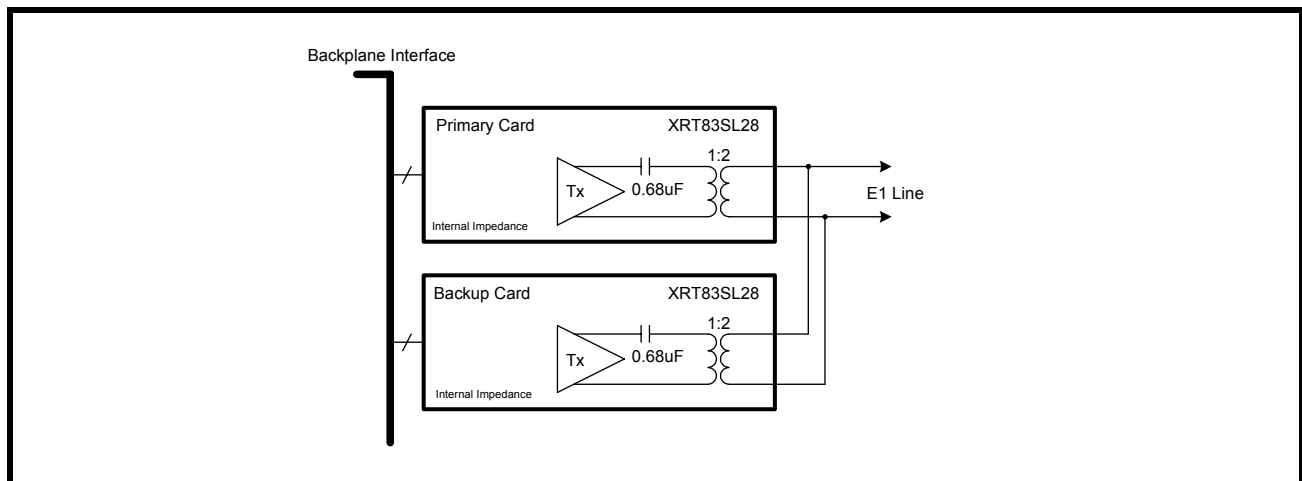 Backplane Interface
Primary Card XRT83SL28
1:2
Tx 0.68uF
E1 Line
Internal Impedance
Backup Card XRT83SL28
1:2
Tx 0.68uF
Internal Impedance